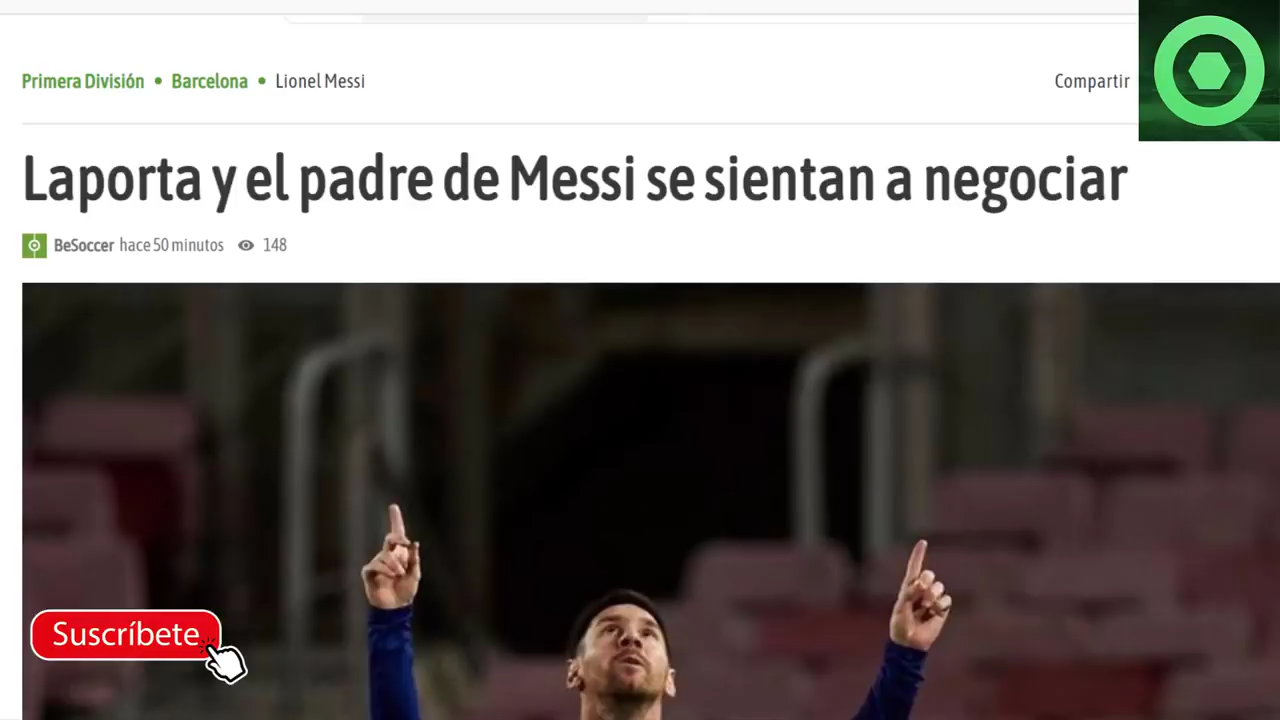 Primera División • Barcelona • Lionel Messi
Compartir
Laporta y el padre de Messi se sientan a negociar
BeSoccer hace 50 minutos 148
Suscríbete